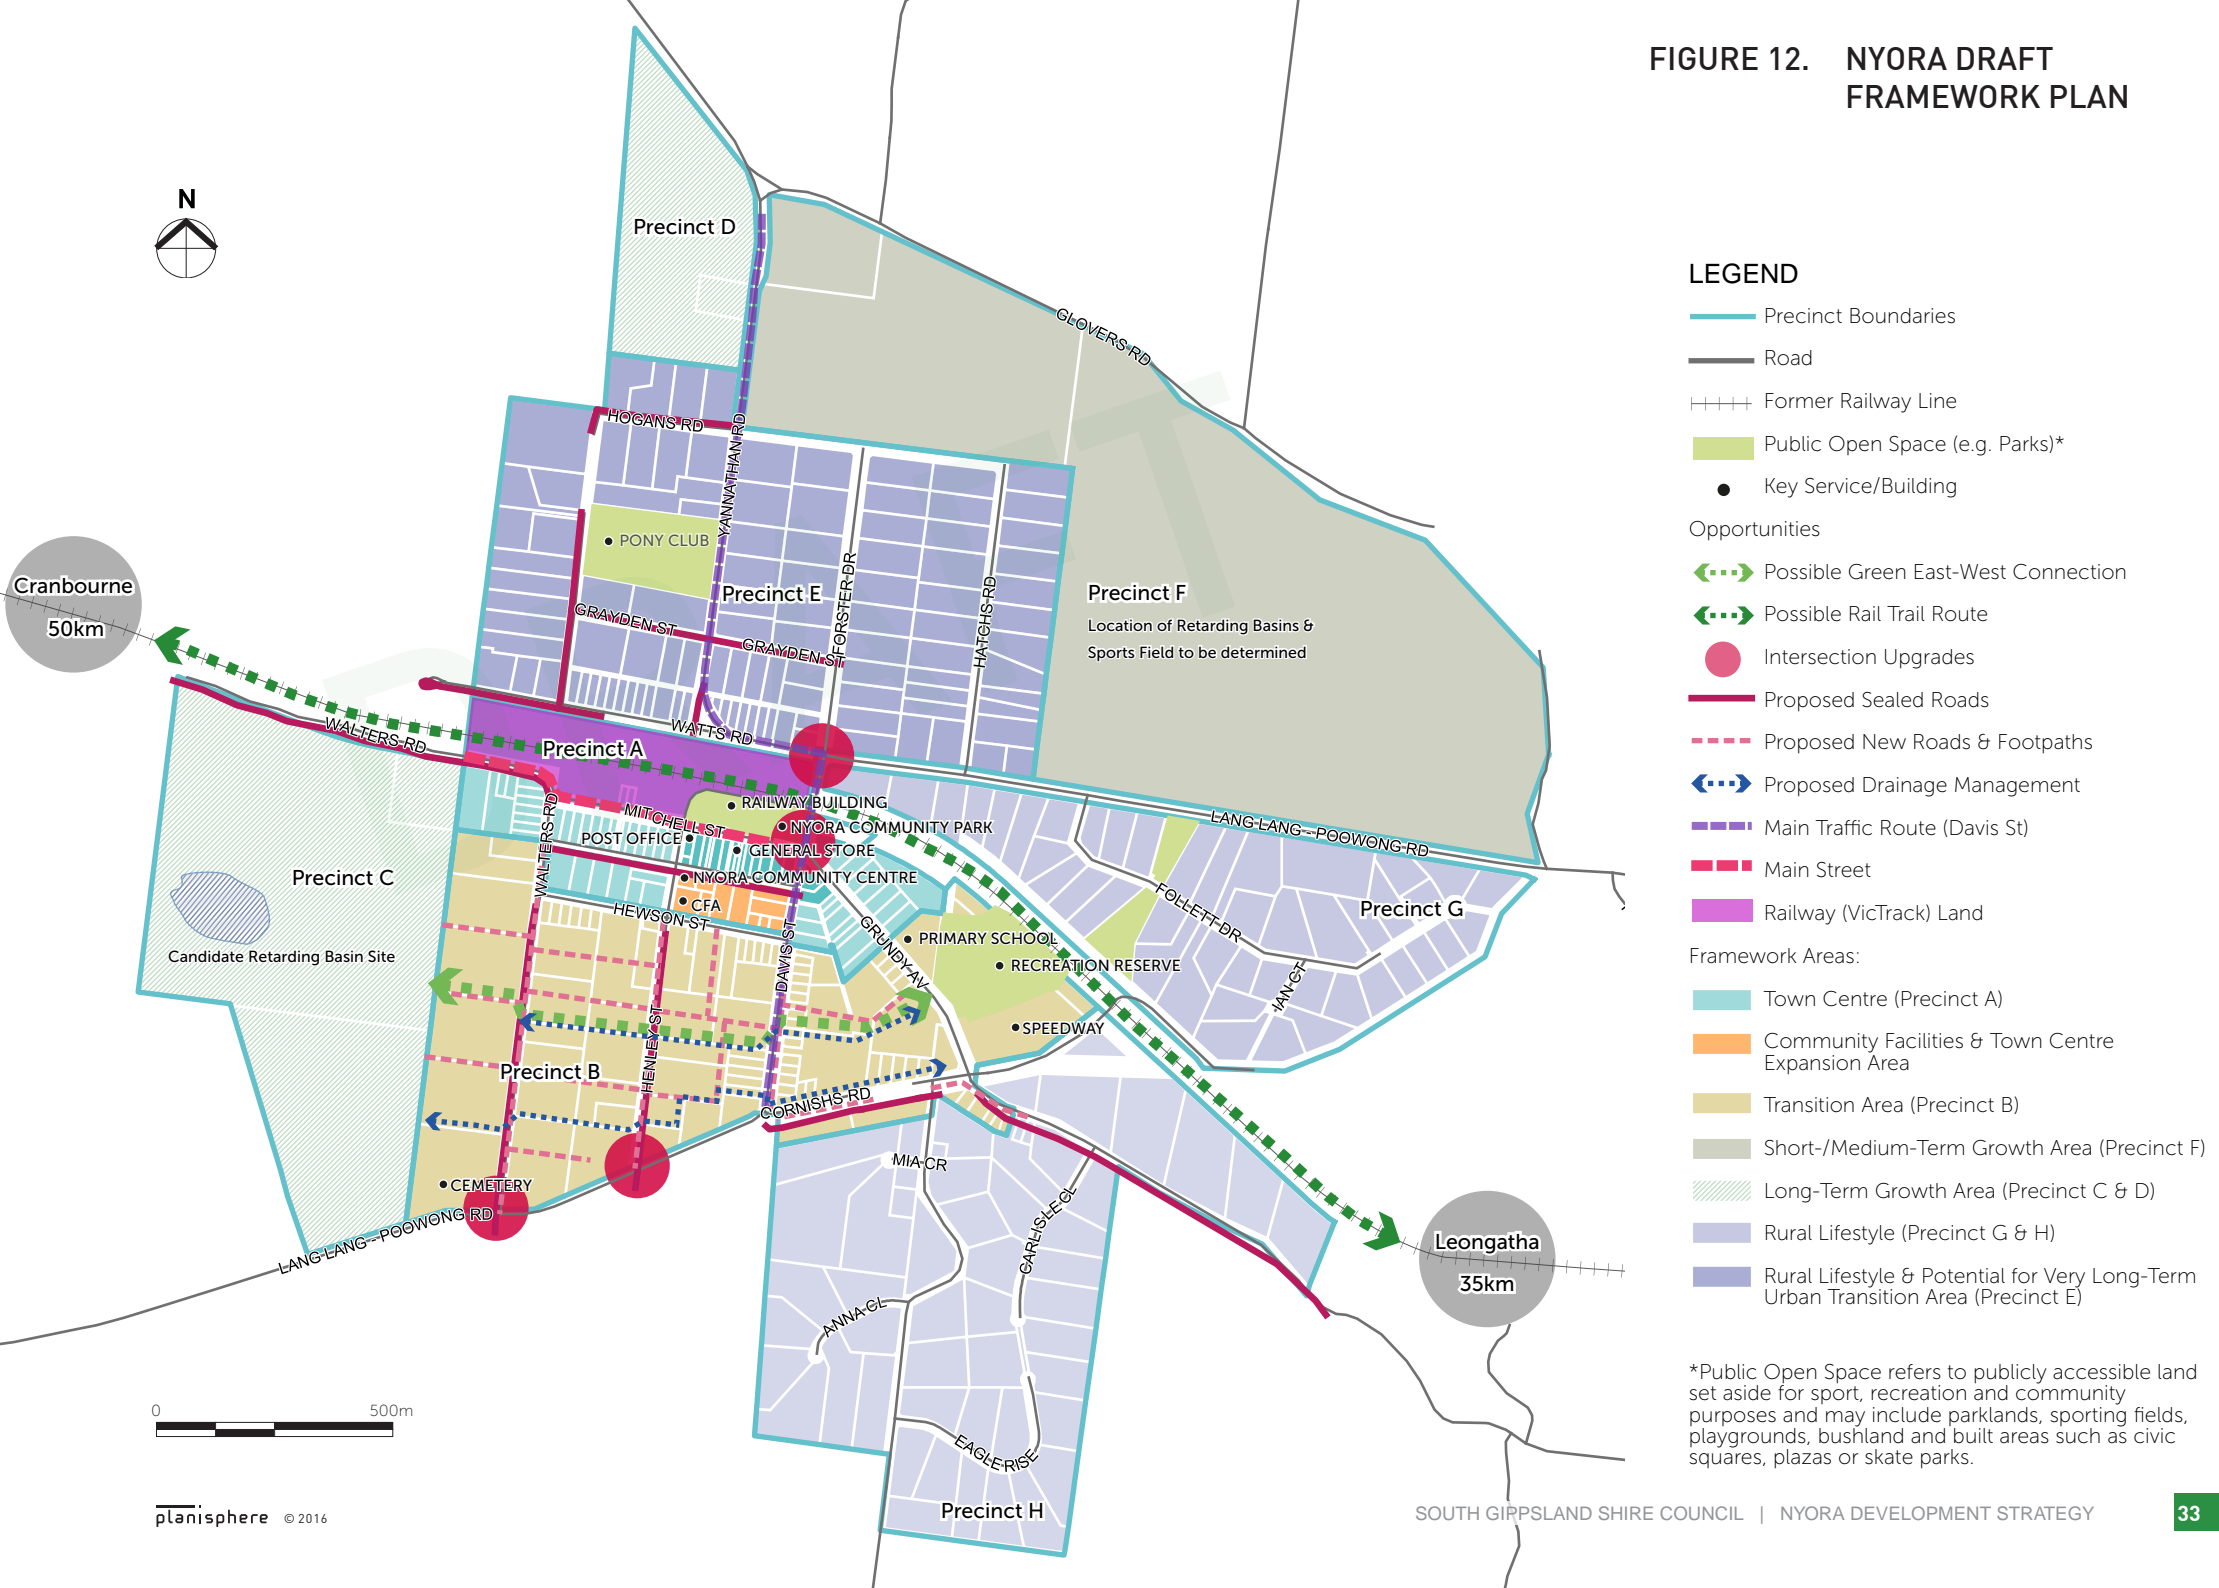 FIGURE 12. NYORA DRAFT
FRAMEWORK PLAN
N
Precinct D
GLOVERS RD
HOGANS RD
YANNATHAN RD
PONY CLUB
Precinct E
FORSTER DR
HATCHS RD
Precinct F
Location of Retarding Basins &
Sports Field to be determined
Cranbourne
50km
GRAYDEN ST
GRAYDEN ST
WALTERS RD
WATTS RD
Precinct A
RAILWAY BUILDING
MITCHELL ST
NYORA COMMUNITY PARK
POST OFFICE
GENERAL STORE
LANG LANG - POOWONG RD
WALTERS RD
NYORA COMMUNITY CENTRE
Precinct C
CFA
HEWSON ST
FOLLETT DR
Precinct G
GRUNDY AV
PRIMARY SCHOOL
DAVIS ST
Candidate Retarding Basin Site
RECREATION RESERVE
IAN CT
SPEEDWAY
HENLEY ST
Precinct B
CORNISHS RD
MIA CR
CEMETERY
LANG LANG - POOWONG RD
CARLISLE CL
Leongatha
35km
ANNA CL
EAGLE RISE
Precinct H
0 500m
planisphere © 2016
LEGEND
Precinct Boundaries
Road
Former Railway Line
Public Open Space (e.g. Parks)*
Key Service/Building
Opportunities
Possible Green East-West Connection
Possible Rail Trail Route
Intersection Upgrades
Proposed Sealed Roads
Proposed New Roads & Footpaths
Proposed Drainage Management
Main Traffic Route (Davis St)
Main Street
Railway (VicTrack) Land
Framework Areas:
Town Centre (Precinct A)
Community Facilities & Town Centre
Expansion Area
Transition Area (Precinct B)
Short-/Medium-Term Growth Area (Precinct F)
Long-Term Growth Area (Precinct C & D)
Rural Lifestyle (Precinct G & H)
Rural Lifestyle & Potential for Very Long-Term
Urban Transition Area (Precinct E)
*Public Open Space refers to publicly accessible land
set aside for sport, recreation and community
purposes and may include parklands, sporting fields,
playgrounds, bushland and built areas such as civic
squares, plazas or skate parks.
SOUTH GIPPSLAND SHIRE COUNCIL | NYORA DEVELOPMENT STRATEGY 33